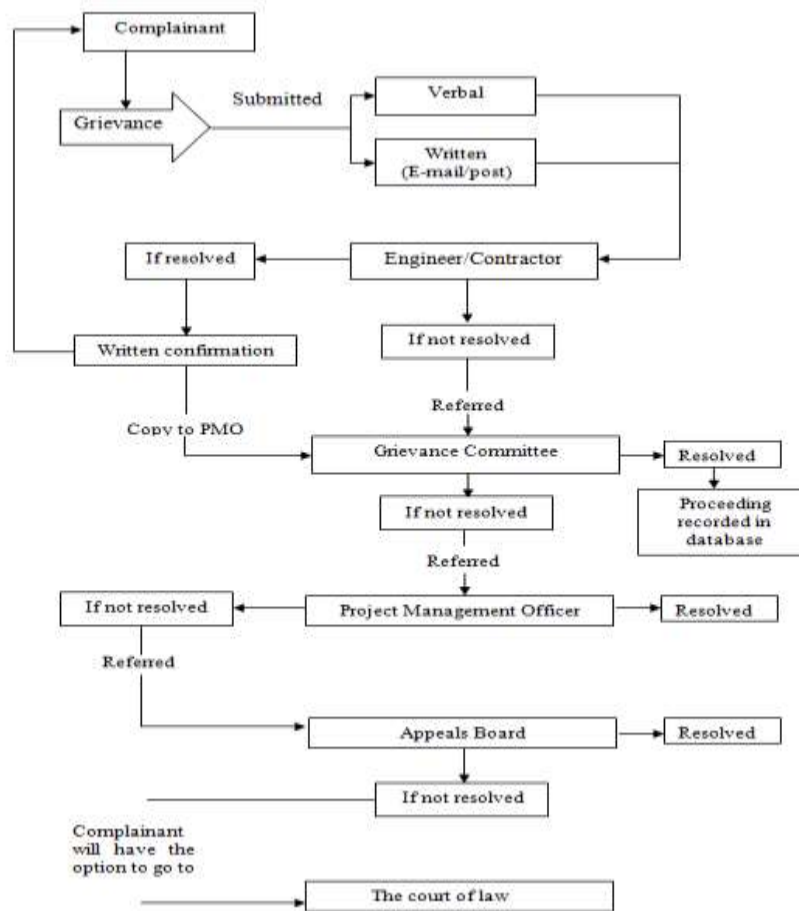 Complainant
Grievance
Submitted
Verbal
Written
(E-mail/post)
If resolved
Engineer/Contractor
Written confirmation
If not resolved
Referred
Copy to PMO
Grievance Committee
Resolved
If not resolved
Proceeding
recorded in
database
Referred
If not resolved
Project Management Officer
Resolved
Referred
Appeals Board
Resolved
If not resolved
Complainant
will have the
option to go to
The court of law